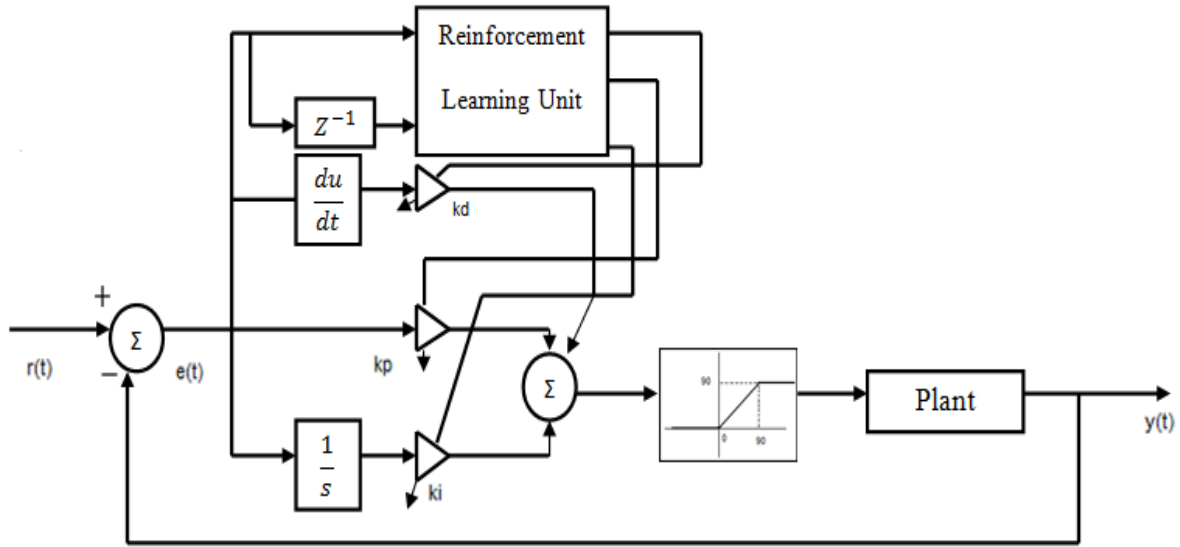 Reinforcement
Learning Unit
Z⁻¹
du
dt
kd
+
Σ
r(t)
−
e(t)
kp
Σ
90
0
90
Plant
y(t)
1
s
ki